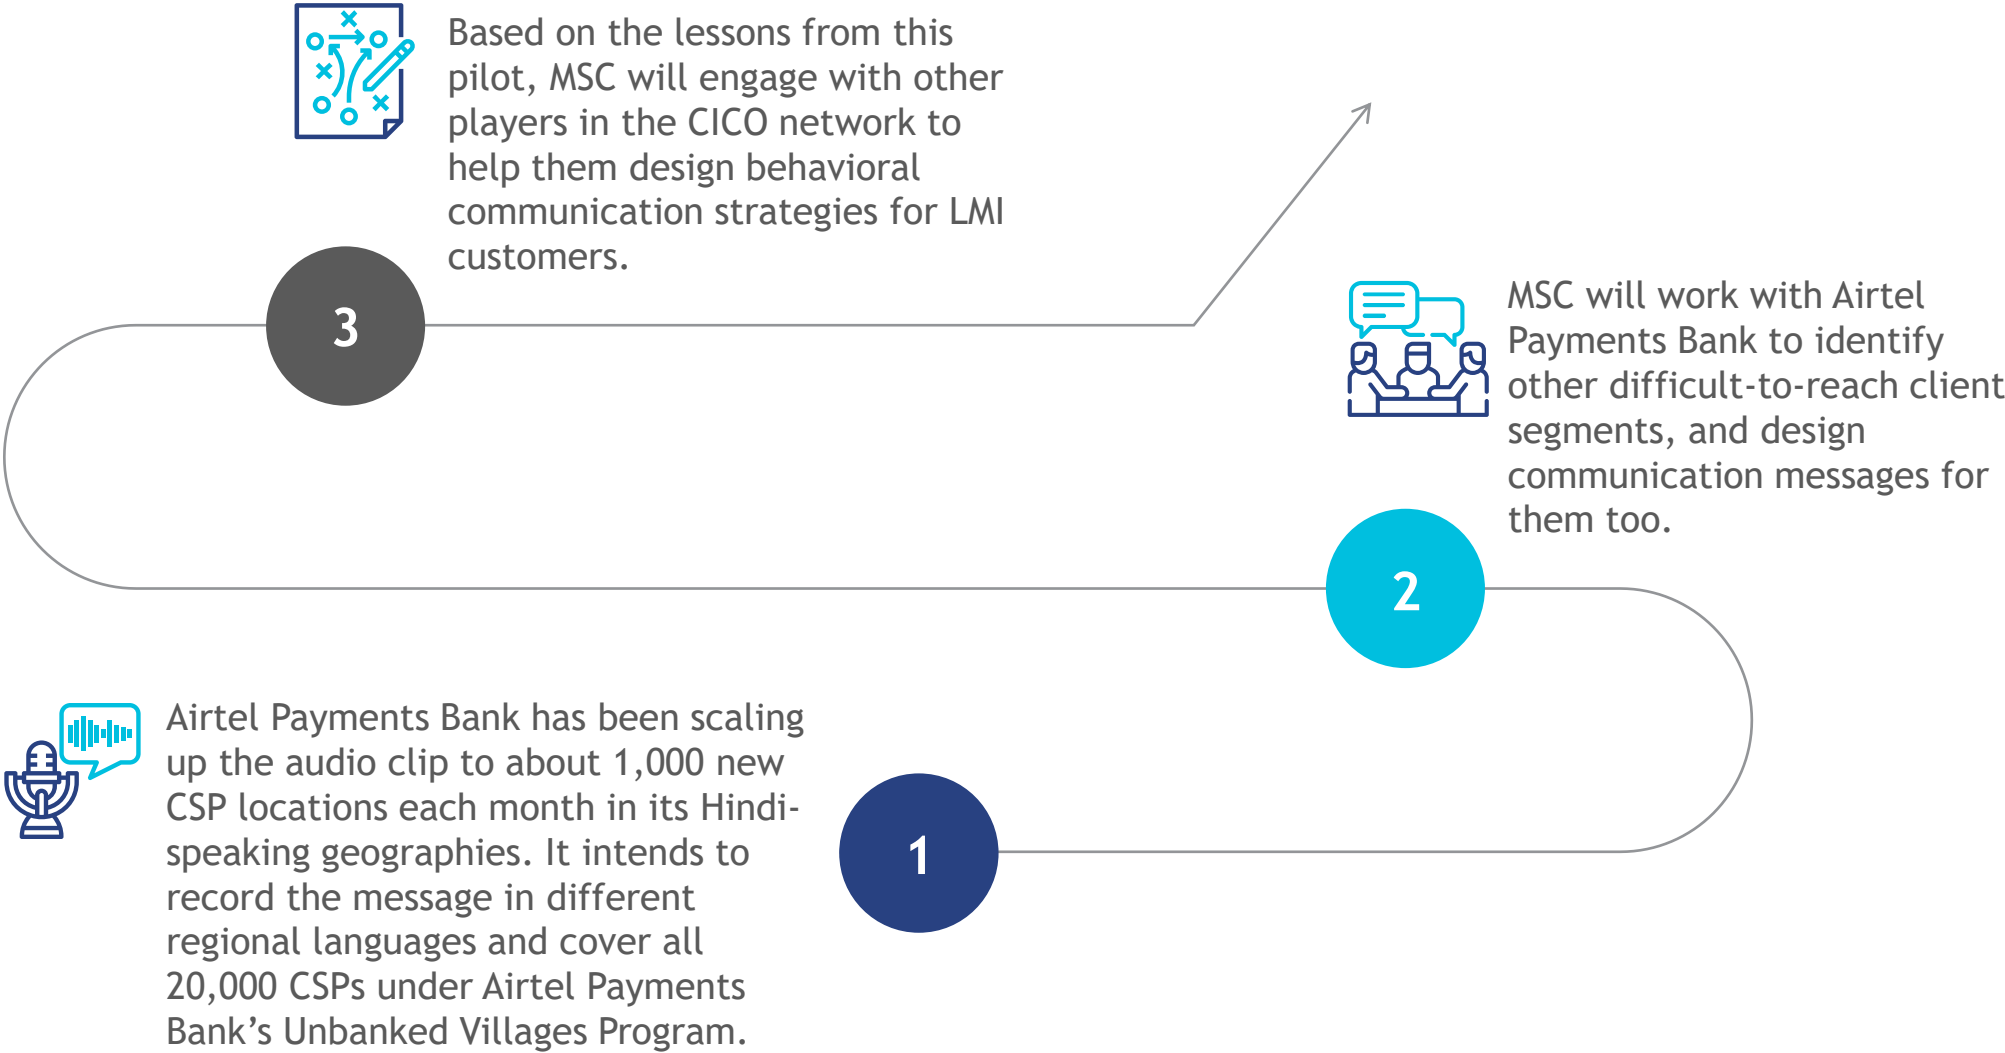 Based on the lessons from this
pilot, MSC will engage with other
players in the CICO network to
help them design behavioral
communication strategies for LMI
customers.
3
MSC will work with Airtel
Payments Bank to identify
other difficult-to-reach client
segments, and design
communication messages for
them too.
2
Airtel Payments Bank has been scaling
up the audio clip to about 1,000 new
CSP locations each month in its Hindi-
speaking geographies. It intends to
record the message in different
regional languages and cover all
20,000 CSPs under Airtel Payments
Bank’s Unbanked Villages Program.
1